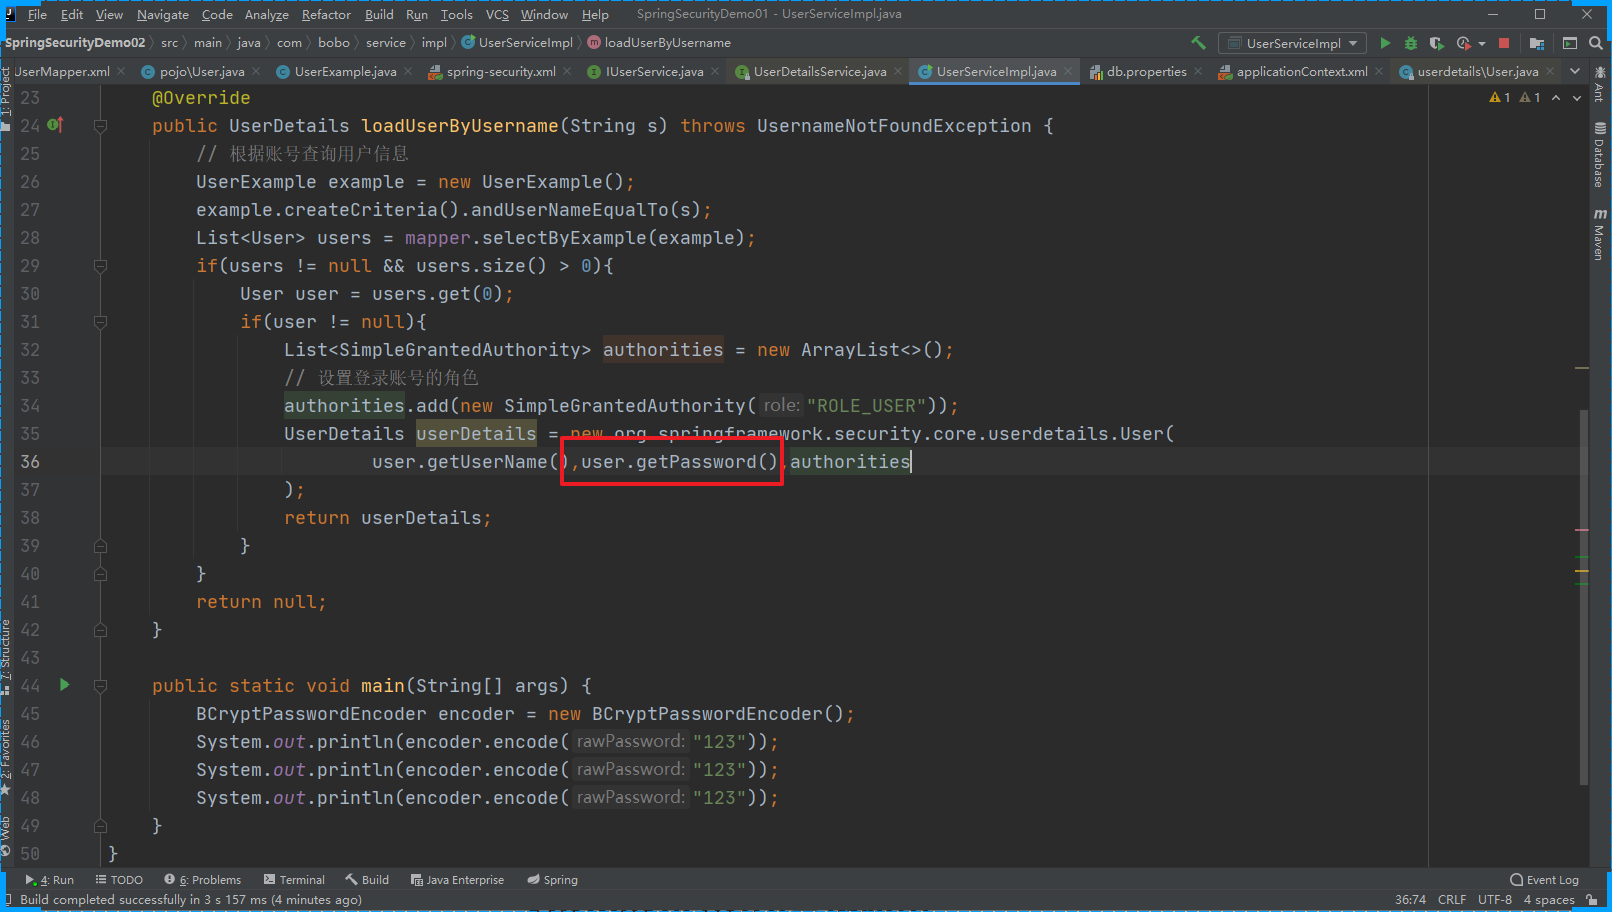 File Edit View Navigate Code Analyze Refactor Build Run Tools VCS Window Help SpringSecurityDemo01 - UserServiceImpl.java
SpringSecurityDemo02 src main java com bobo service impl UserServiceImpl loadUserByUsername UserServiceImpl
UserMapper.xml pojo\User.java UserExample.java spring-security.xml IUserService.java UserDetailsService.java UserServiceImpl.java db.properties applicationContext.xml userdetails\User.java
1: Project
7: Structure
2: Favorites
Web
Ant
Database
Maven
1 1
23 @Override
24 public UserDetails loadUserByUsername(String s) throws UsernameNotFoundException {
25 // 根据账号查询用户信息
26 UserExample example = new UserExample();
27 example.createCriteria().andUserNameEqualTo(s);
28 List<User> users = mapper.selectByExample(example);
29 if(users != null && users.size() > 0){
30 User user = users.get(0);
31 if(user != null){
32 List<SimpleGrantedAuthority> authorities = new ArrayList<>();
33 // 设置登录账号的角色
34 authorities.add(new SimpleGrantedAuthority( role: "ROLE_USER"));
35 UserDetails userDetails = new org.springframework.security.core.userdetails.User(
36 user.getUserName(),user.getPassword(),authorities
37 );
38 return userDetails;
39 }
40 }
41 return null;
42 }
43
44 public static void main(String[] args) {
45 BCryptPasswordEncoder encoder = new BCryptPasswordEncoder();
46 System.out.println(encoder.encode( rawPassword: "123"));
47 System.out.println(encoder.encode( rawPassword: "123"));
48 System.out.println(encoder.encode( rawPassword: "123"));
49 }
50 }
4: Run TODO 6: Problems Terminal Build Java Enterprise Spring Event Log
Build completed successfully in 3 s 157 ms (4 minutes ago) 36:74 CRLF UTF-8 4 spaces